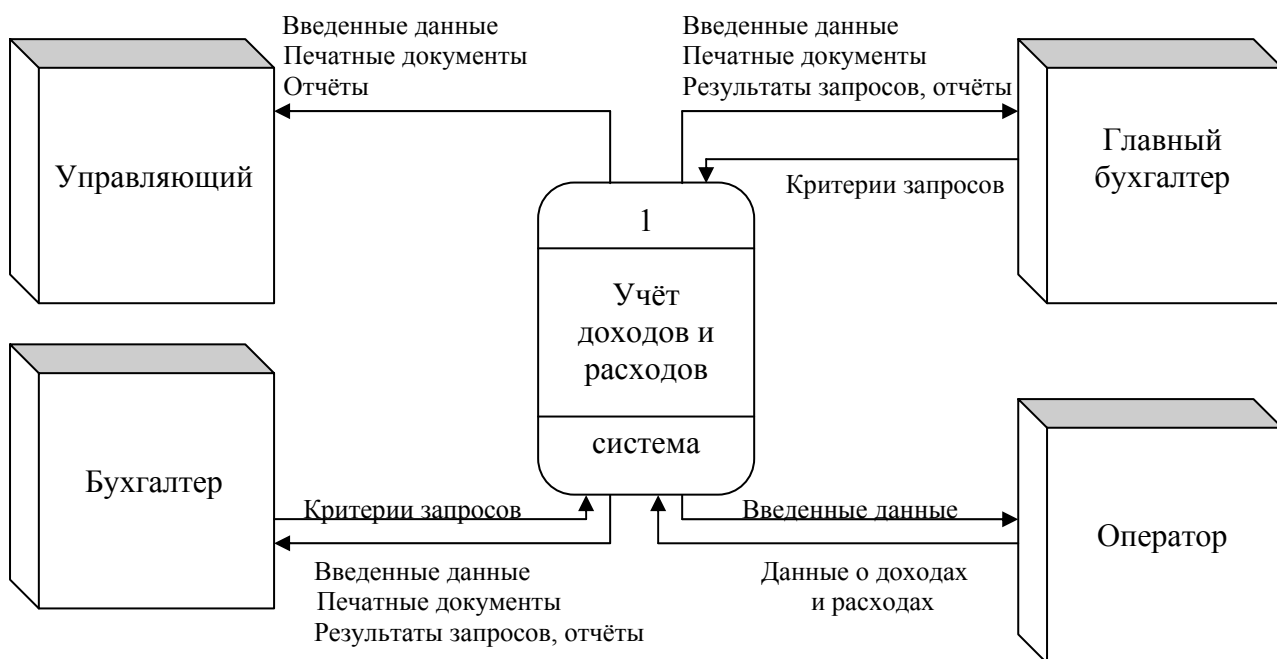 Введенные данные
Печатные документы
Отчёты
Введенные данные
Печатные документы
Результаты запросов, отчёты
Управляющий
Главный
бухгалтер
Критерии запросов
1
Учёт
доходов и
расходов
система
Бухгалтер
Критерии запросов
Введенные данные
Печатные документы
Результаты запросов, отчёты
Введенные данные
Оператор
Данные о доходах
и расходах